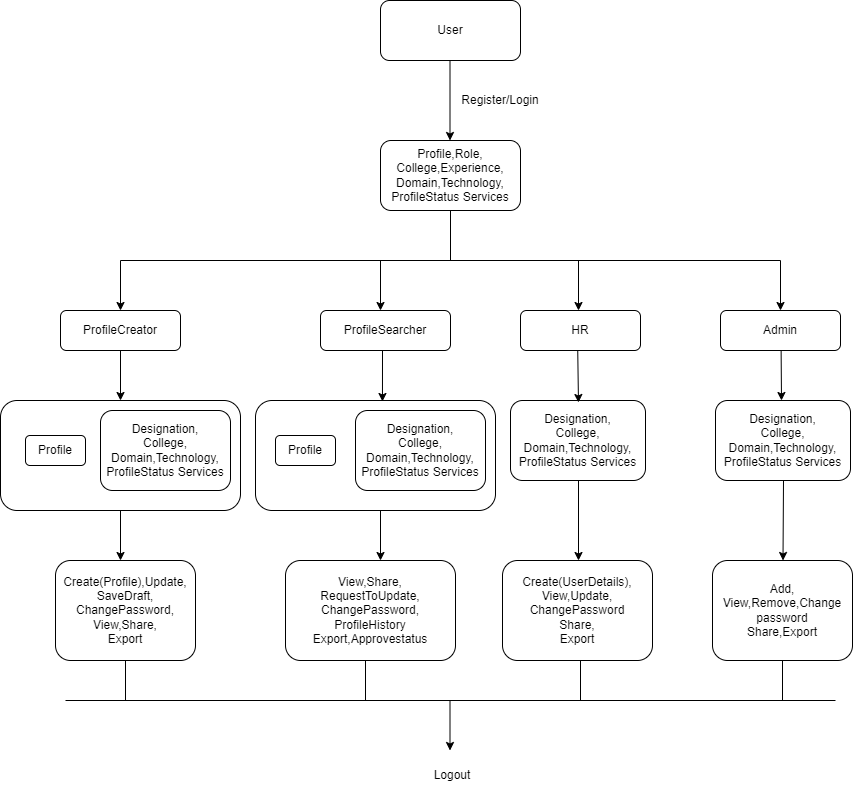 User
Register/Login
Profile,Role,
College,Experience,
Domain,Technology,
ProfileStatus Services
ProfileCreator
ProfileSearcher
HR
Admin
Profile
Designation,
College,
Domain,Technology,
ProfileStatus Services
Profile
Designation,
College,
Domain,Technology,
ProfileStatus Services
Designation,
College,
Domain,Technology,
ProfileStatus Services
Designation,
College,
Domain,Technology,
ProfileStatus Services
Create(Profile),Update,
SaveDraft,
ChangePassword,
View,Share,
Export
View,Share,
RequestToUpdate,
ChangePassword,
ProfileHistory
Export,Approvestatus
Create(UserDetails),
View,Update,
ChangePassword
Share,
Export
Add,
View,Remove,Change
password
Share,Export
Logout